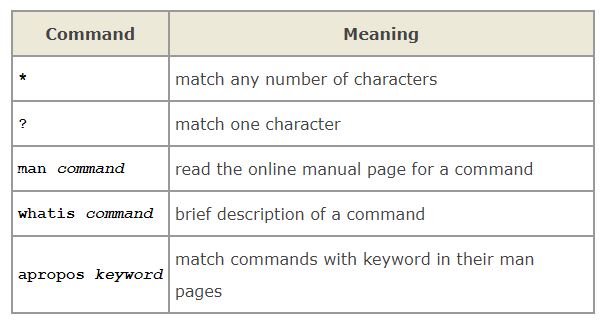 Command Meaning
* match any number of characters
? match one character
man command read the online manual page for a command
whatis command brief description of a command
apropos keyword match commands with keyword in their man
pages